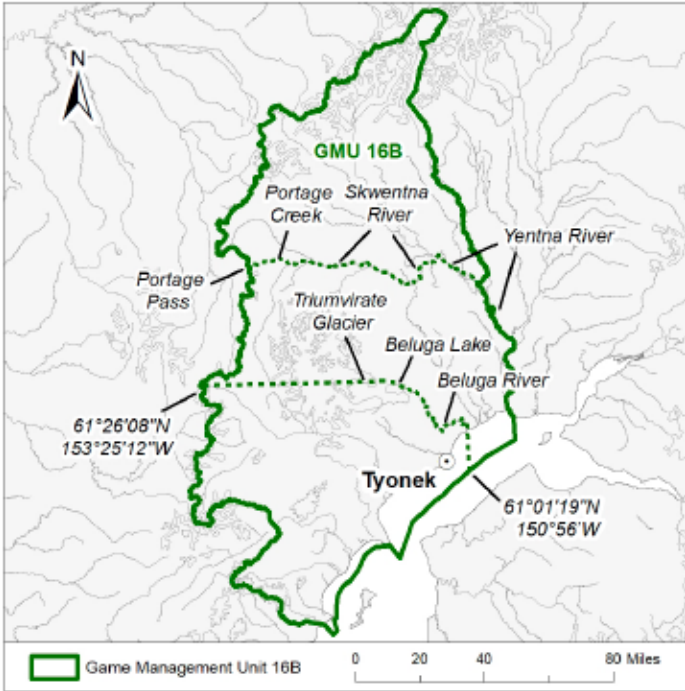 N
GMU 16B
Portage
Creek
Skwentna
River
Yentna River
Portage
Pass
Triumvirate
Glacier
Beluga Lake
Beluga River
61°26'08"N
153°25'12"W
Tyonek
61°01'19"N
150°56'W
Game Management Unit 16B
0 20 40 80 Miles